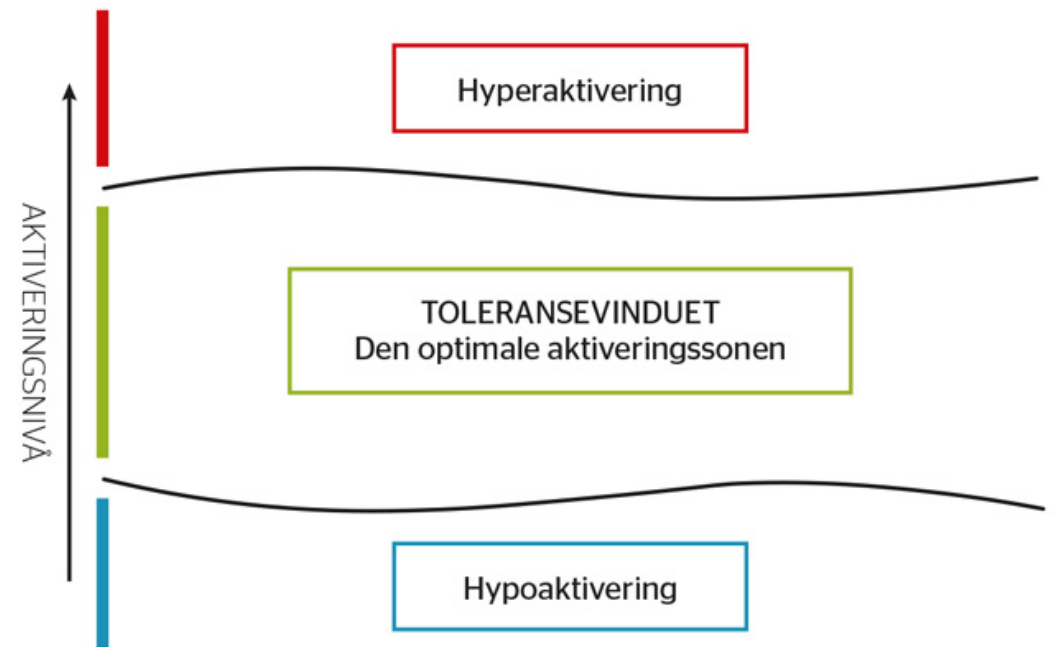 Hyperaktivering
AKTIVERINGSNIVÅ
TOLERANSEVINDUET
Den optimale aktiveringssonen
Hypoaktivering